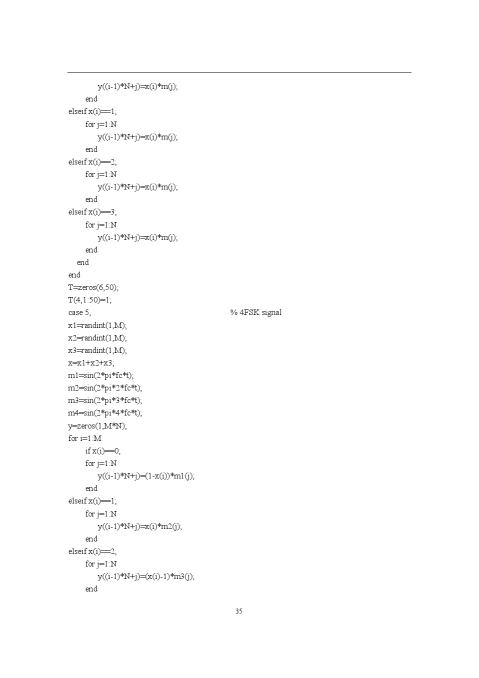 y((i-1)*N+j)=x(i)*m(j);
end
elseif x(i)==1;
for j=1:N
y((i-1)*N+j)=x(i)*m(j);
end
elseif x(i)==2;
for j=1:N
y((i-1)*N+j)=x(i)*m(j);
end
elseif x(i)==3;
for j=1:N
y((i-1)*N+j)=x(i)*m(j);
end
end
end
T=zeros(6,50);
T(4,1:50)=1;
case 5, % 4FSK signal
x1=randint(1,M);
x2=randint(1,M);
x3=randint(1,M);
x=x1+x2+x3;
m1=sin(2*pi*fc*t);
m2=sin(2*pi*2*fc*t);
m3=sin(2*pi*3*fc*t);
m4=sin(2*pi*4*fc*t);
y=zeros(1,M*N);
for i=1:M
if x(i)==0;
for j=1:N
y((i-1)*N+j)=(1-x(i))*m1(j);
end
elseif x(i)==1;
for j=1:N
y((i-1)*N+j)=x(i)*m2(j);
end
elseif x(i)==2;
for j=1:N
y((i-1)*N+j)=(x(i)-1)*m3(j);
end
35